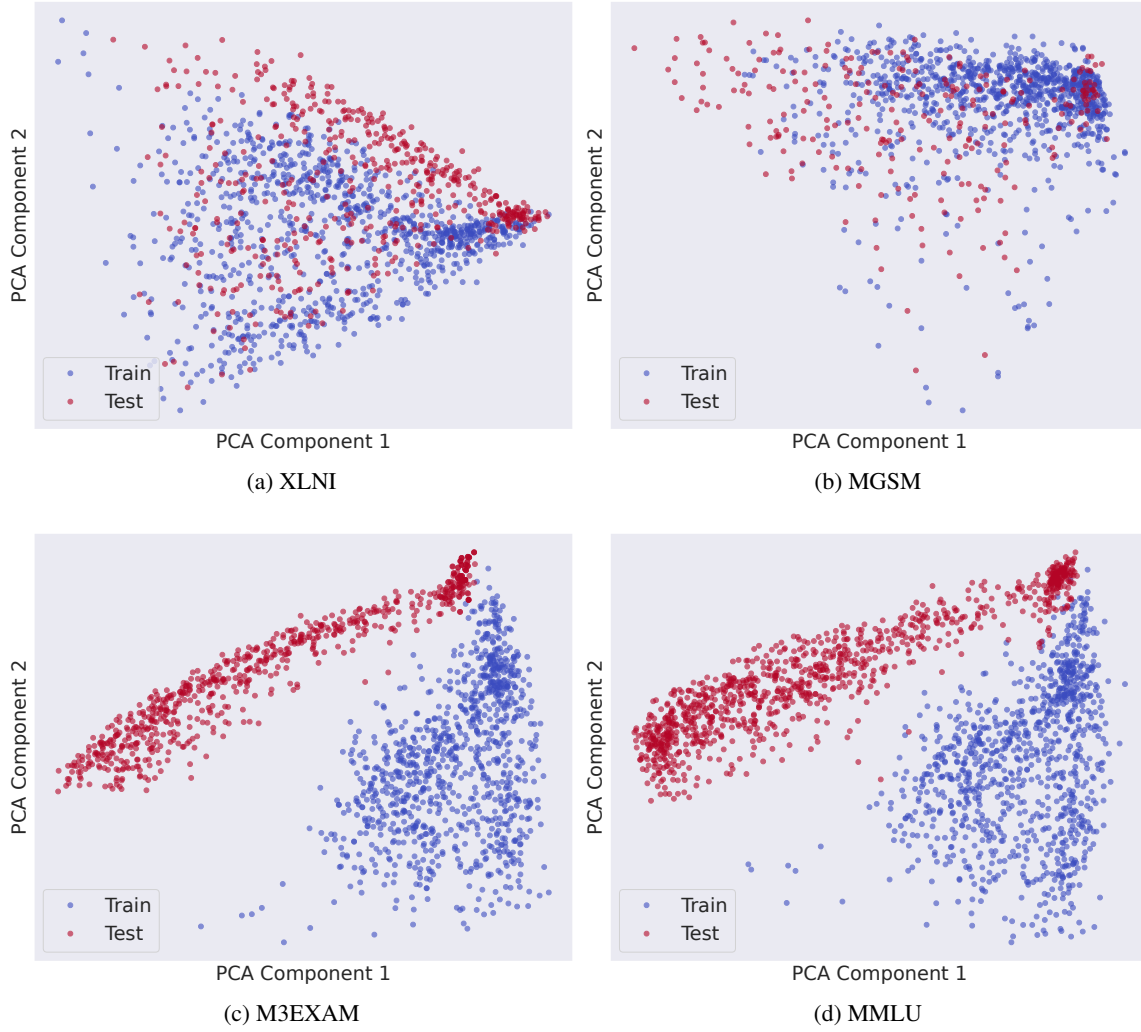 PCA Component 2
Train
Test
PCA Component 1
(a) XLNI
PCA Component 2
Train
Test
PCA Component 1
(b) MGSM
PCA Component 2
Train
Test
PCA Component 1
(c) M3EXAM
PCA Component 2
Train
Test
PCA Component 1
(d) MMLU